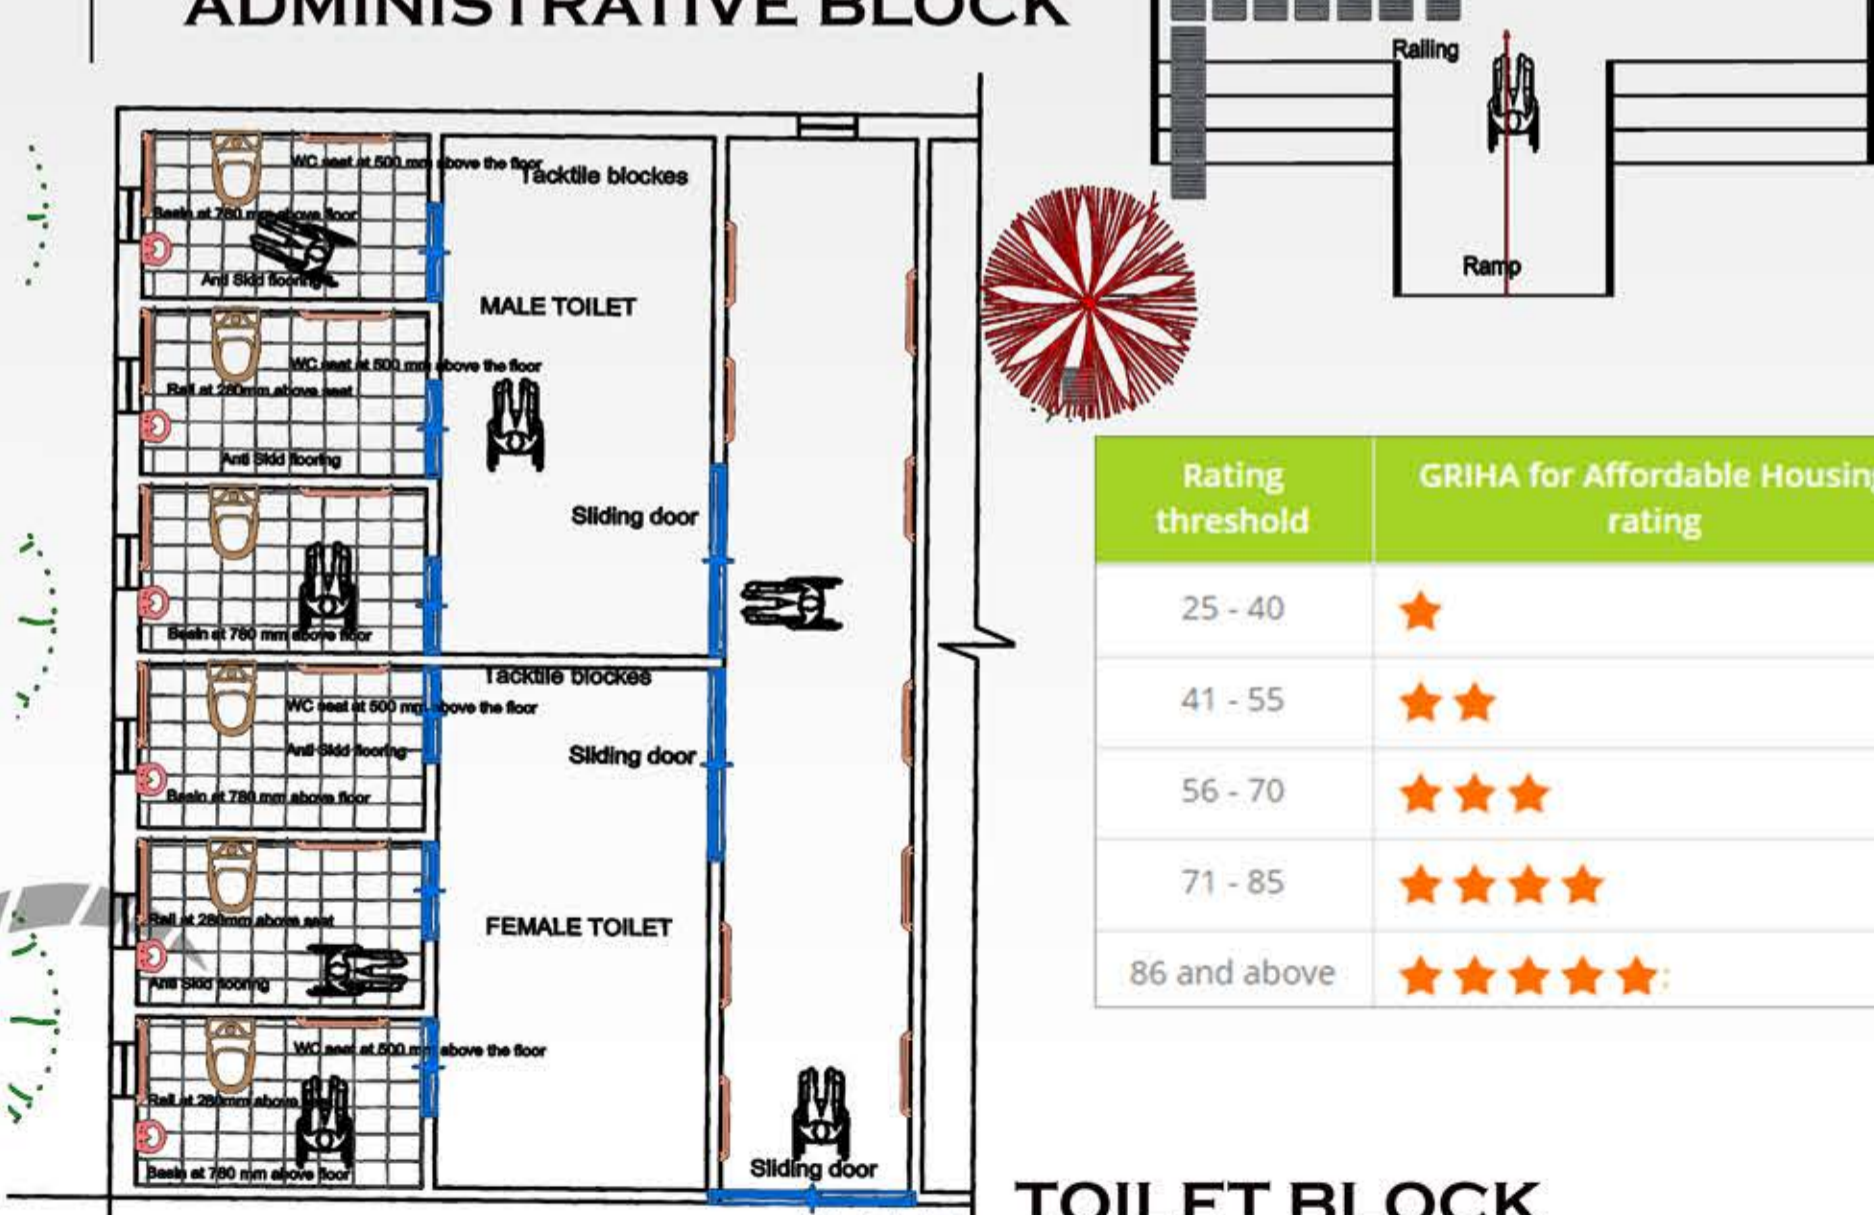 ADMINISTRATIVE BLOCK
Railing
Ramp
WC seat at 500 mm above the floor
Tacktile blockes
Basin at 780 mm above floor
Anti Skid flooring
MALE TOILET
WC seat at 500 mm above the floor
Rail at 280mm above seat
Anti Skid flooring
Sliding door
Basin at 780 mm above floor
Tacktile blockes
WC seat at 500 mm above the floor
Anti Skid flooring
Sliding door
Basin at 780 mm above floor
Rail at 280mm above seat
FEMALE TOILET
Anti Skid flooring
WC seat at 500 mm above the floor
Rail at 280mm above
Basin at 780 mm above floor
Sliding door
Rating
threshold
GRIHA for Affordable Housing
rating
25 - 40
41 - 55
56 - 70
71 - 85
86 and above
TOILET BLOCK